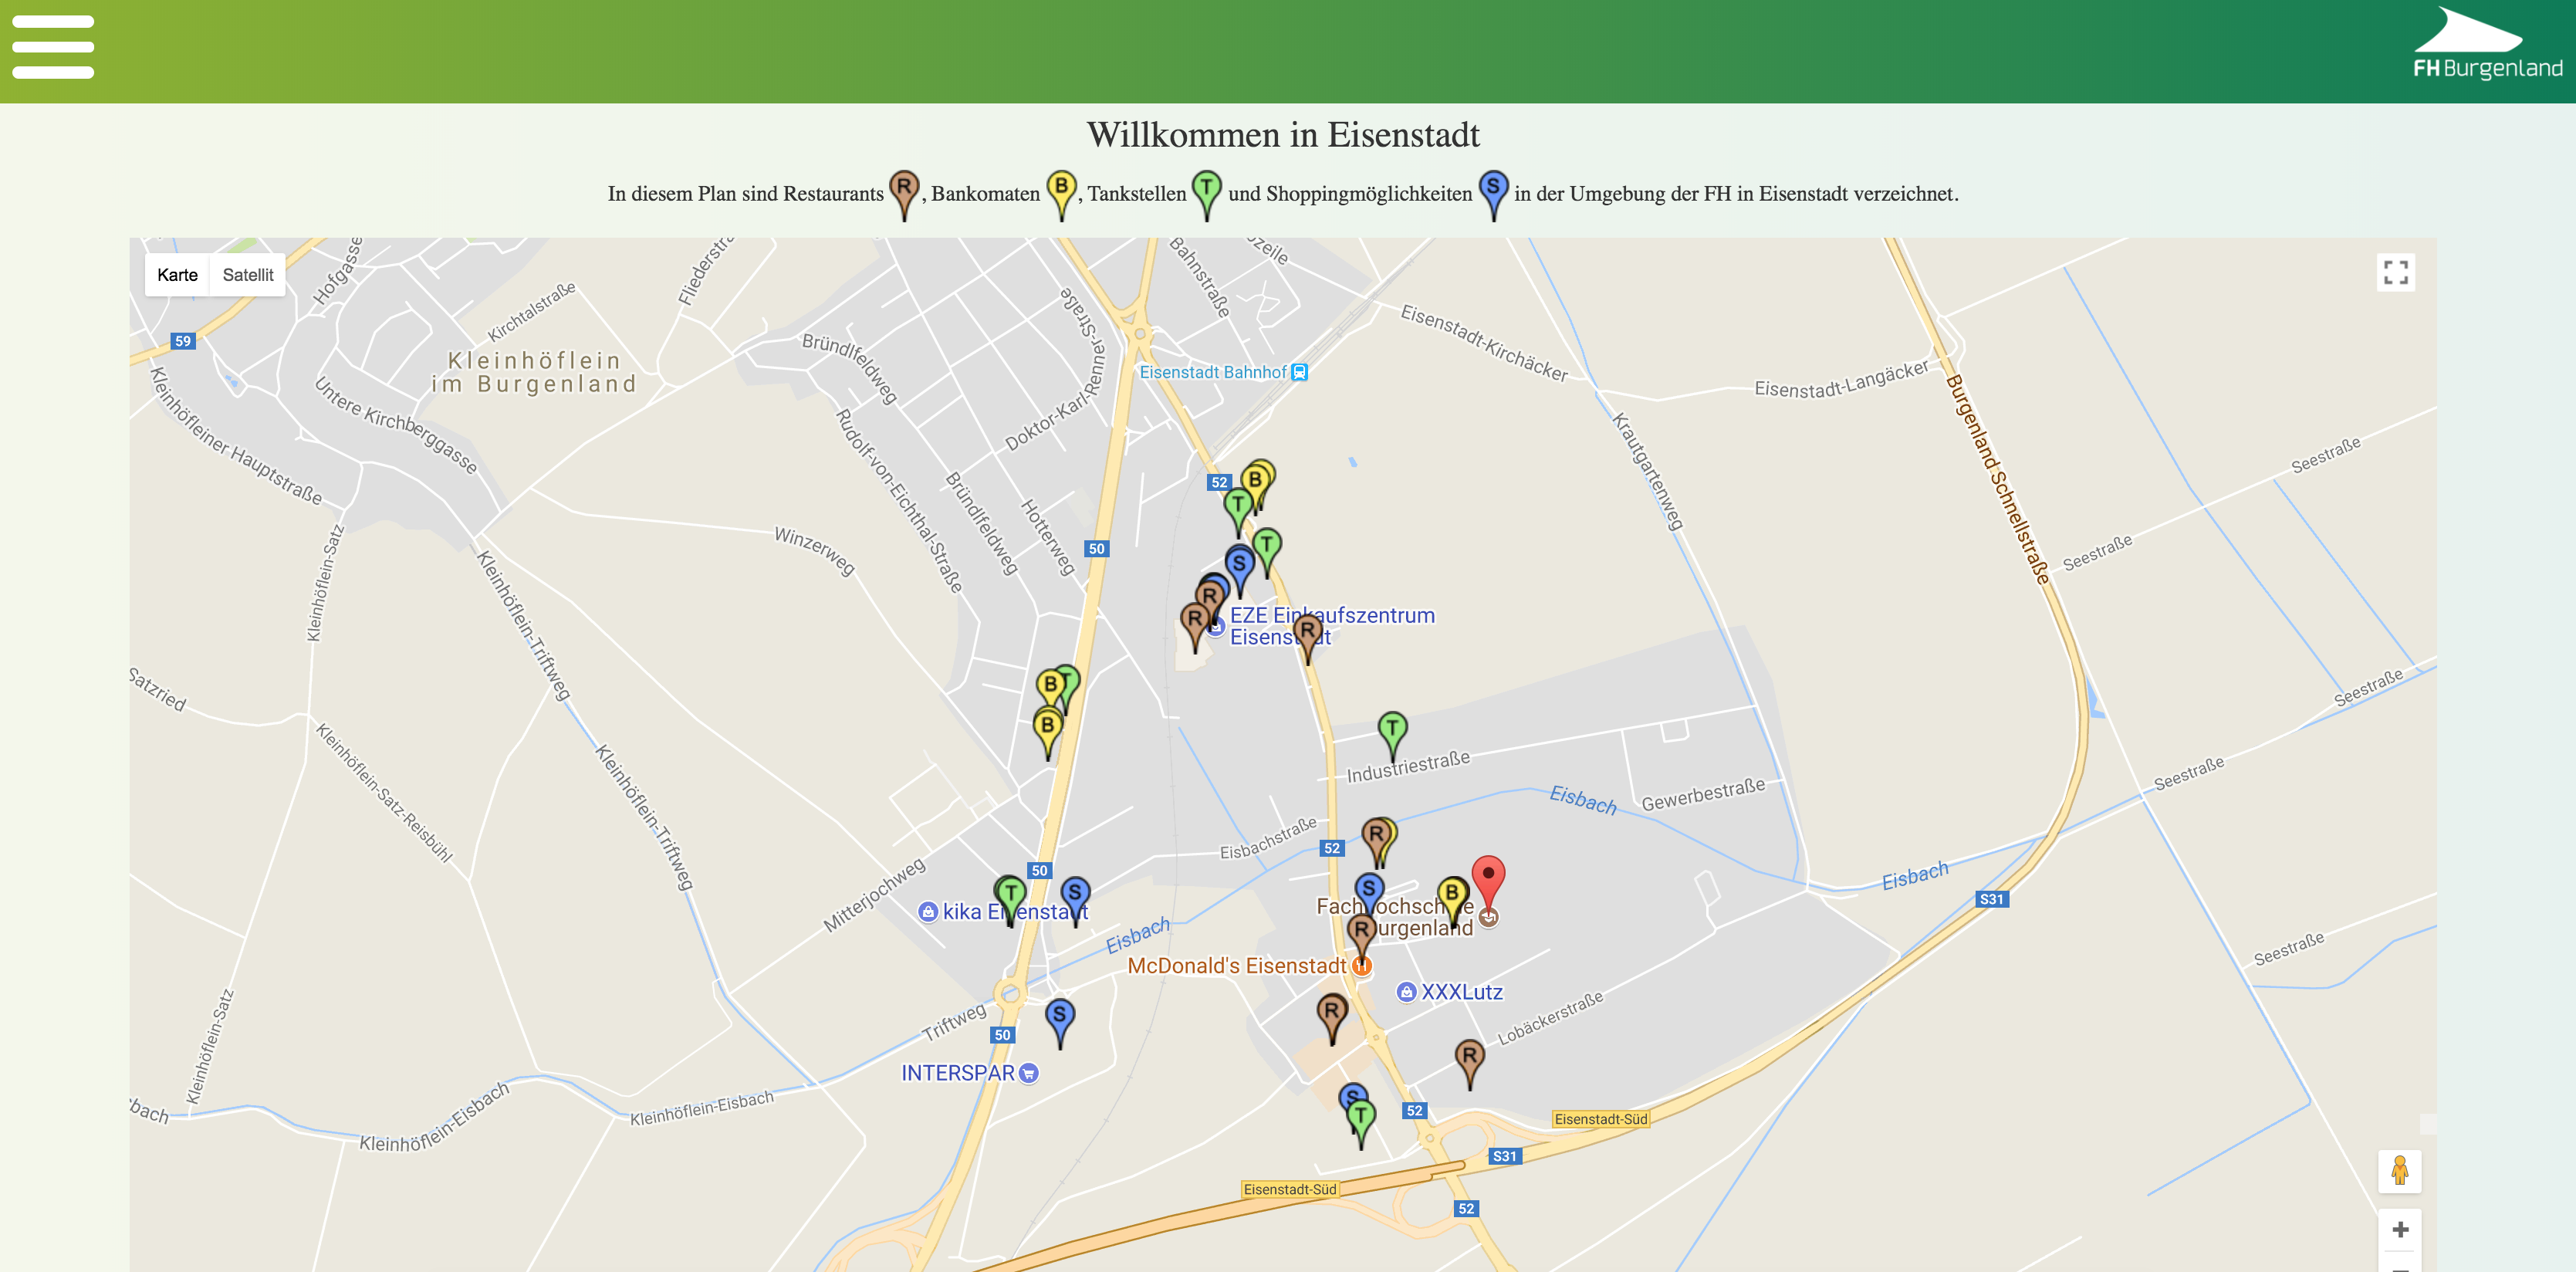 FH Burgenland
Willkommen in Eisenstadt
In diesem Plan sind Restaurants R, Bankomaten B, Tankstellen T und Shoppingmöglichkeiten S in der Umgebung der FH in Eisenstadt verzeichnet.
Karte Satellit
Hofgasse
Kirchtalstraße
Bahnstraße
59
Kleinhöflein
im Burgenland
Bründlfeldweg
Eisenstadt Bahnhof
Eisenstadt-Kirchäcker
Eisenstadt-Langäcker
Burgenland Schnellstraße
Untere Kirchberggasse
Kleinhöfleiner Hauptstraße
Rudolf-von-Eichthal-Straße
Doktor-Karl-Renner-Straße
Krautgartenweg
Seestraße
52
B
T
Bründlfeldweg
Hotterweg
50
T
S
Winzerweg
Seestraße
Kleinhöflein-Satz
Kleinhöflein-Triftweg
R
R
EZE Einkaufszentrum
Eisenstadt
R
Satzried
B
T
B
Seestraße
T
Industriestraße
Kleinhöflein-Satz-Reisbühl
Kleinhöflein-Triftweg
Seestraße
Gewerbestraße
Eisbach
R
Eisbachstraße
52
50
Mitterjochweg
T
S
S
B
Eisbach
S31
kika Eisenstadt
Fachhochschule
Burgenland
R
Eisbach
Seestraße
McDonald's Eisenstadt
XXXLutz
Kleinhöflein-Satz
Triftweg
S
R
Lobäckerstraße
50
R
INTERSPAR
Kleinhöflein-Eisbach
Kleinhöflein-Eisbach
S
T
52
Eisenstadt-Süd
S31
Eisenstadt-Süd
52